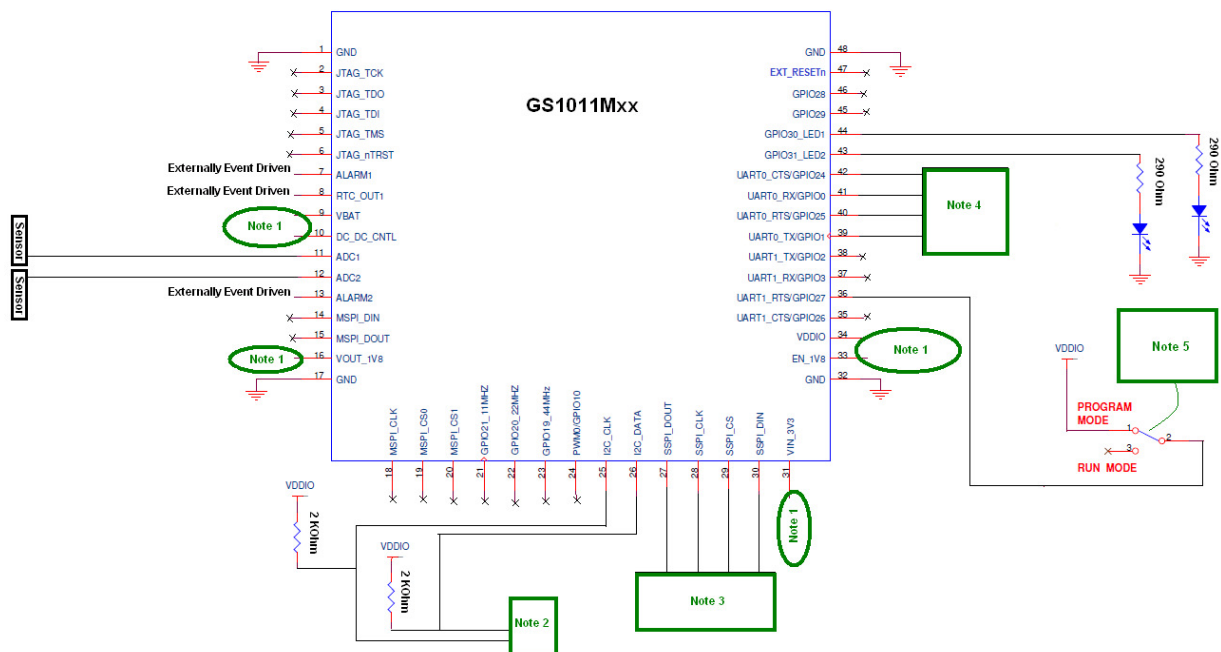 GS1011Mxx
1 GND
2 JTAG_TCK
3 JTAG_TDO
4 JTAG_TDI
5 JTAG_TMS
6 JTAG_nTRST
Externally Event Driven 7 ALARM1
Externally Event Driven 8 RTC_OUT1
9 VBAT
Note 1
10 DC_DC_CNTL
Sensor 11 ADC1
Sensor 12 ADC2
Externally Event Driven 13 ALARM2
14 MSPI_DIN
15 MSPI_DOUT
Note 1 16 VOUT_1V8
17 GND
GND 48
EXT_RESETn 47
GPIO28 46
GPIO29 45
GPIO30_LED1 44
GPIO31_LED2 43
UART0_CTS/GPIO24 42
UART0_RX/GPIO0 41
UART0_RTS/GPIO25 40
UART0_TX/GPIO1 39
UART1_TX/GPIO2 38
UART1_RX/GPIO3 37
UART1_RTS/GPIO27 36
UART1_CTS/GPIO26 35
VDDIO 34
EN_1V8 33
GND 32
Note 4
Note 1
290 Ohm
290 Ohm
Note 5
VDDIO
PROGRAM
MODE
1
2
3
RUN MODE
MSPI_CLK 18
MSPI_CS0 19
MSPI_CS1 20
GPIO21_11MHZ 21
GPIO20_22MHZ 22
GPIO19_44MHz 23
PWM0/GPIO10 24
I2C_CLK 25
I2C_DATA 26
SSPI_DOUT 27
SSPI_CLK 28
SSPI_CS 29
SSPI_DIN 30
VIN_3V3 31
VDDIO
2 KOhm
VDDIO
2 KOhm
Note 2
Note 3
Note 1